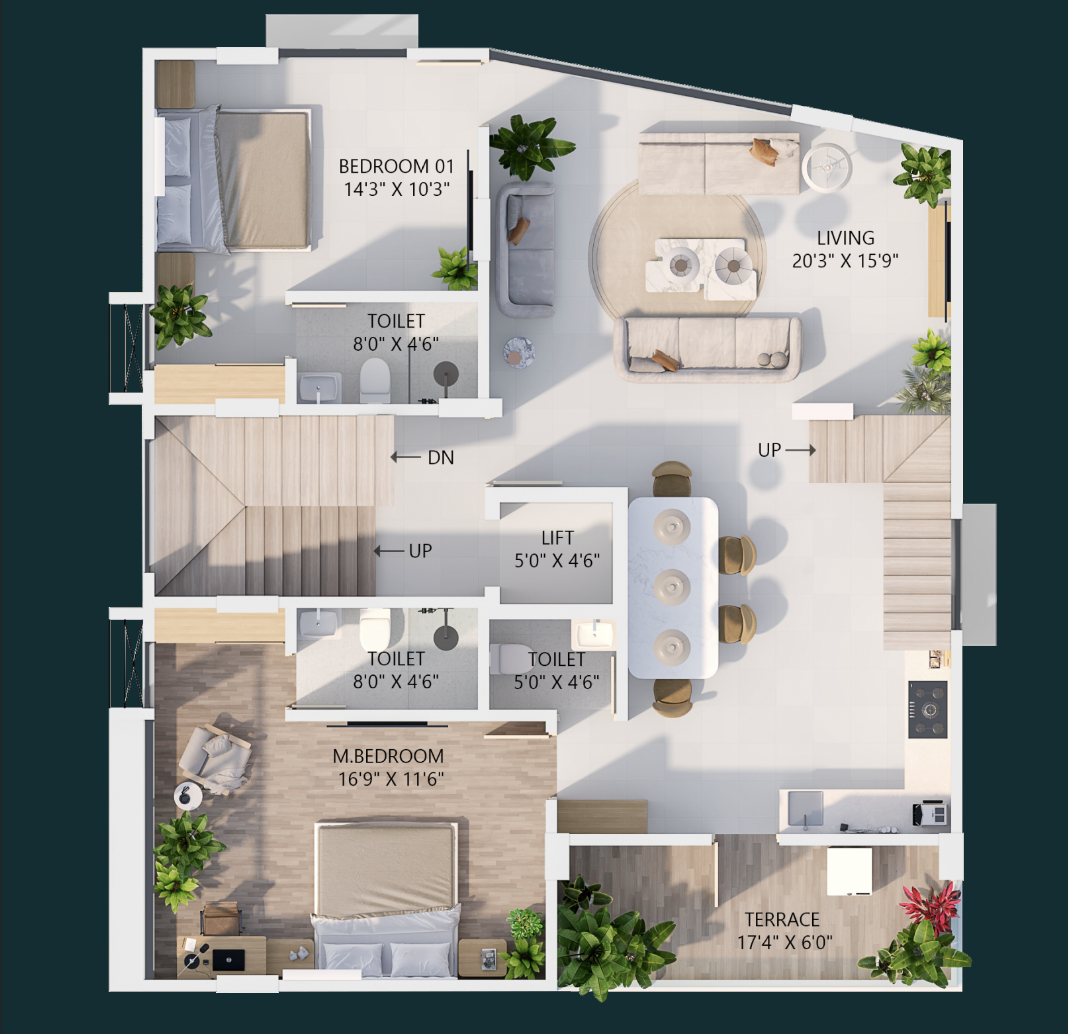 BEDROOM 01
14'3" X 10'3"
LIVING
20'3" X 15'9"
TOILET
8'0" X 4'6"
DN
UP
UP
LIFT
5'0" X 4'6"
TOILET
8'0" X 4'6"
TOILET
5'0" X 4'6"
M.BEDROOM
16'9" X 11'6"
TERRACE
17'4" X 6'0"